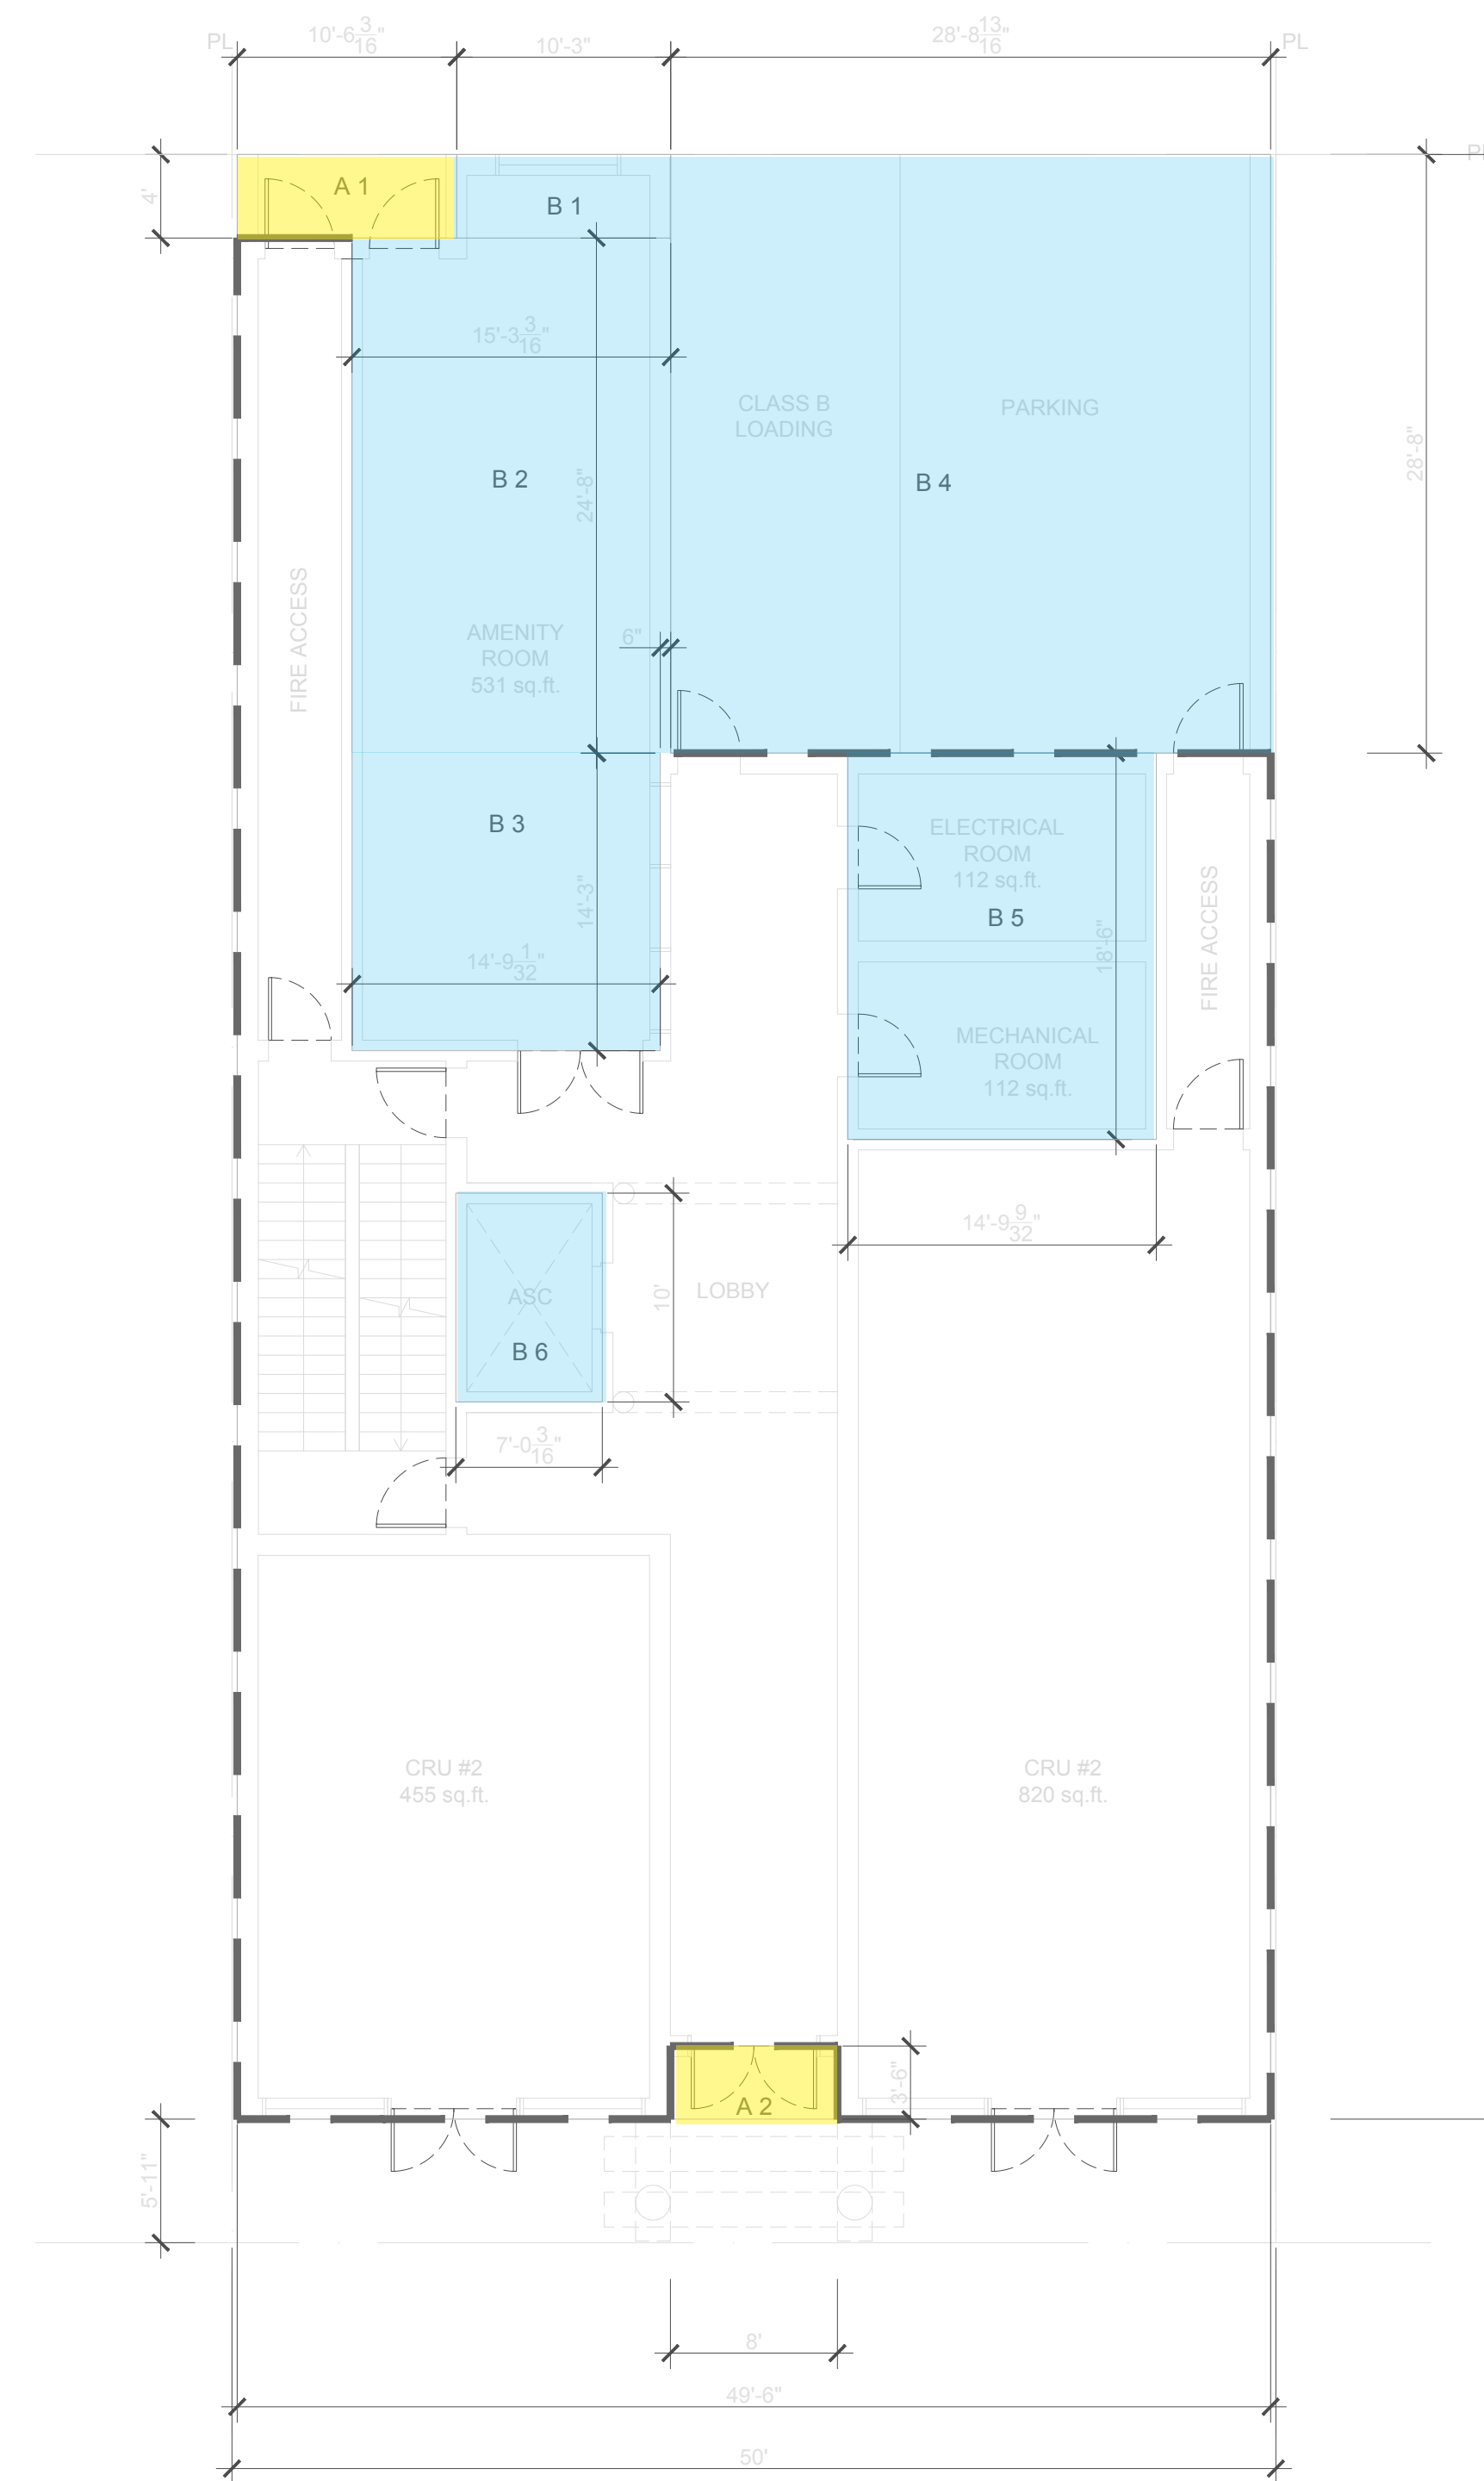 PL
10'-6 3/16"
10'-3"
28'-8 13/16"
PL
4'
A 1
B 1
15'-3 3/16"
CLASS B
LOADING
PARKING
28'-8"
B 2
24'-8"
B 4
FIRE ACCESS
AMENITY
ROOM
531 sq.ft.
6"
B 3
14'-3"
14'-9 1/32"
ELECTRICAL
ROOM
112 sq.ft.
B 5
18'-6"
FIRE ACCESS
MECHANICAL
ROOM
112 sq.ft.
14'-9 9/32"
ASC
B 6
10'
LOBBY
7'-0 3/16"
CRU #2
455 sq.ft.
CRU #2
820 sq.ft.
3'-6"
A 2
5'-11"
8'
49'-6"
50'